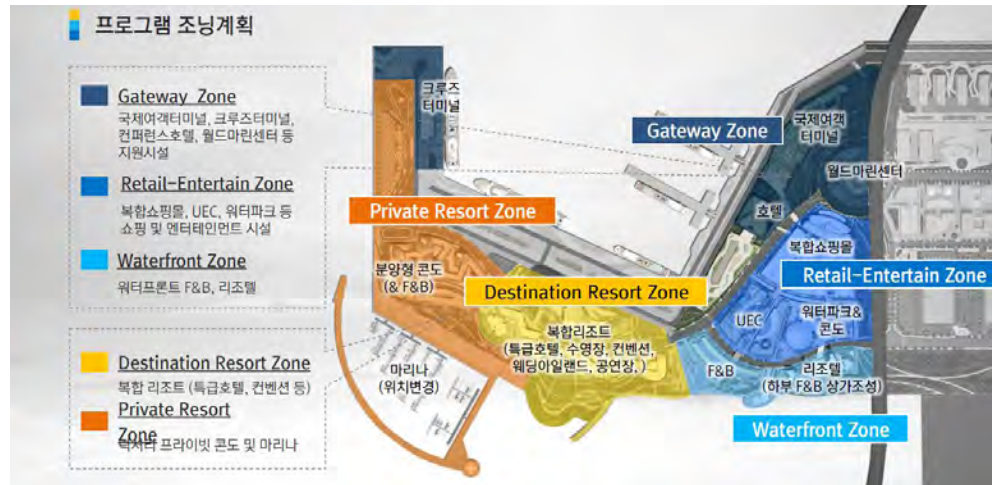 프로그램 조닝계획
Gateway Zone
국제여객터미널, 크루즈터미널,
컨퍼런스호텔, 월드마린센터 등
지원시설
Retail-Entertain Zone
복합쇼핑몰, UEC, 워터파크 등
쇼핑 및 엔터테인먼트 시설
Waterfront Zone
워터프론트 F&B, 리조텔
Destination Resort Zone
복합 리조트 (특급호텔, 컨벤션 등)
Private Resort
Zone
프라이빗 콘도 및 마리나
크루즈
터미널
Gateway Zone
국제여객
터미널
월드마린센터
호텔
Private Resort Zone
분양형 콘도
(& F&B)
Destination Resort Zone
복합리조트
(특급호텔, 수영장, 컨벤션,
웨딩아일랜드, 공연장, )
마리나
(위치변경)
복합쇼핑몰
Retail-Entertain Zone
UEC
워터파크&
콘도
F&B
리조텔
(하부 F&B 상가조성)
Waterfront Zone